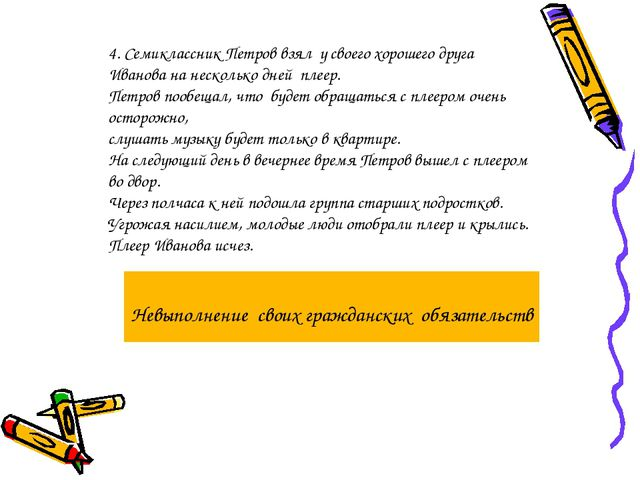 4. Семиклассник Петров взял у своего хорошего друга
Иванова на несколько дней плеер.
Петров пообещал, что будет обращаться с плеером очень
осторожно,
слушать музыку будет только в квартире.
На следующий день в вечернее время Петров вышел с плеером
во двор.
Через полчаса к ней подошла группа старших подростков.
Угрожая насилием, молодые люди отобрали плеер и крылись.
Плеер Иванова исчез.
Невыполнение своих гражданских обязательств